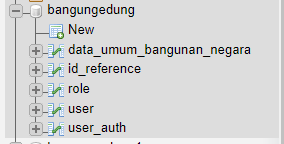 bangungedung
New
data_umum_bangunan_negara
id_reference
role
user
user_auth